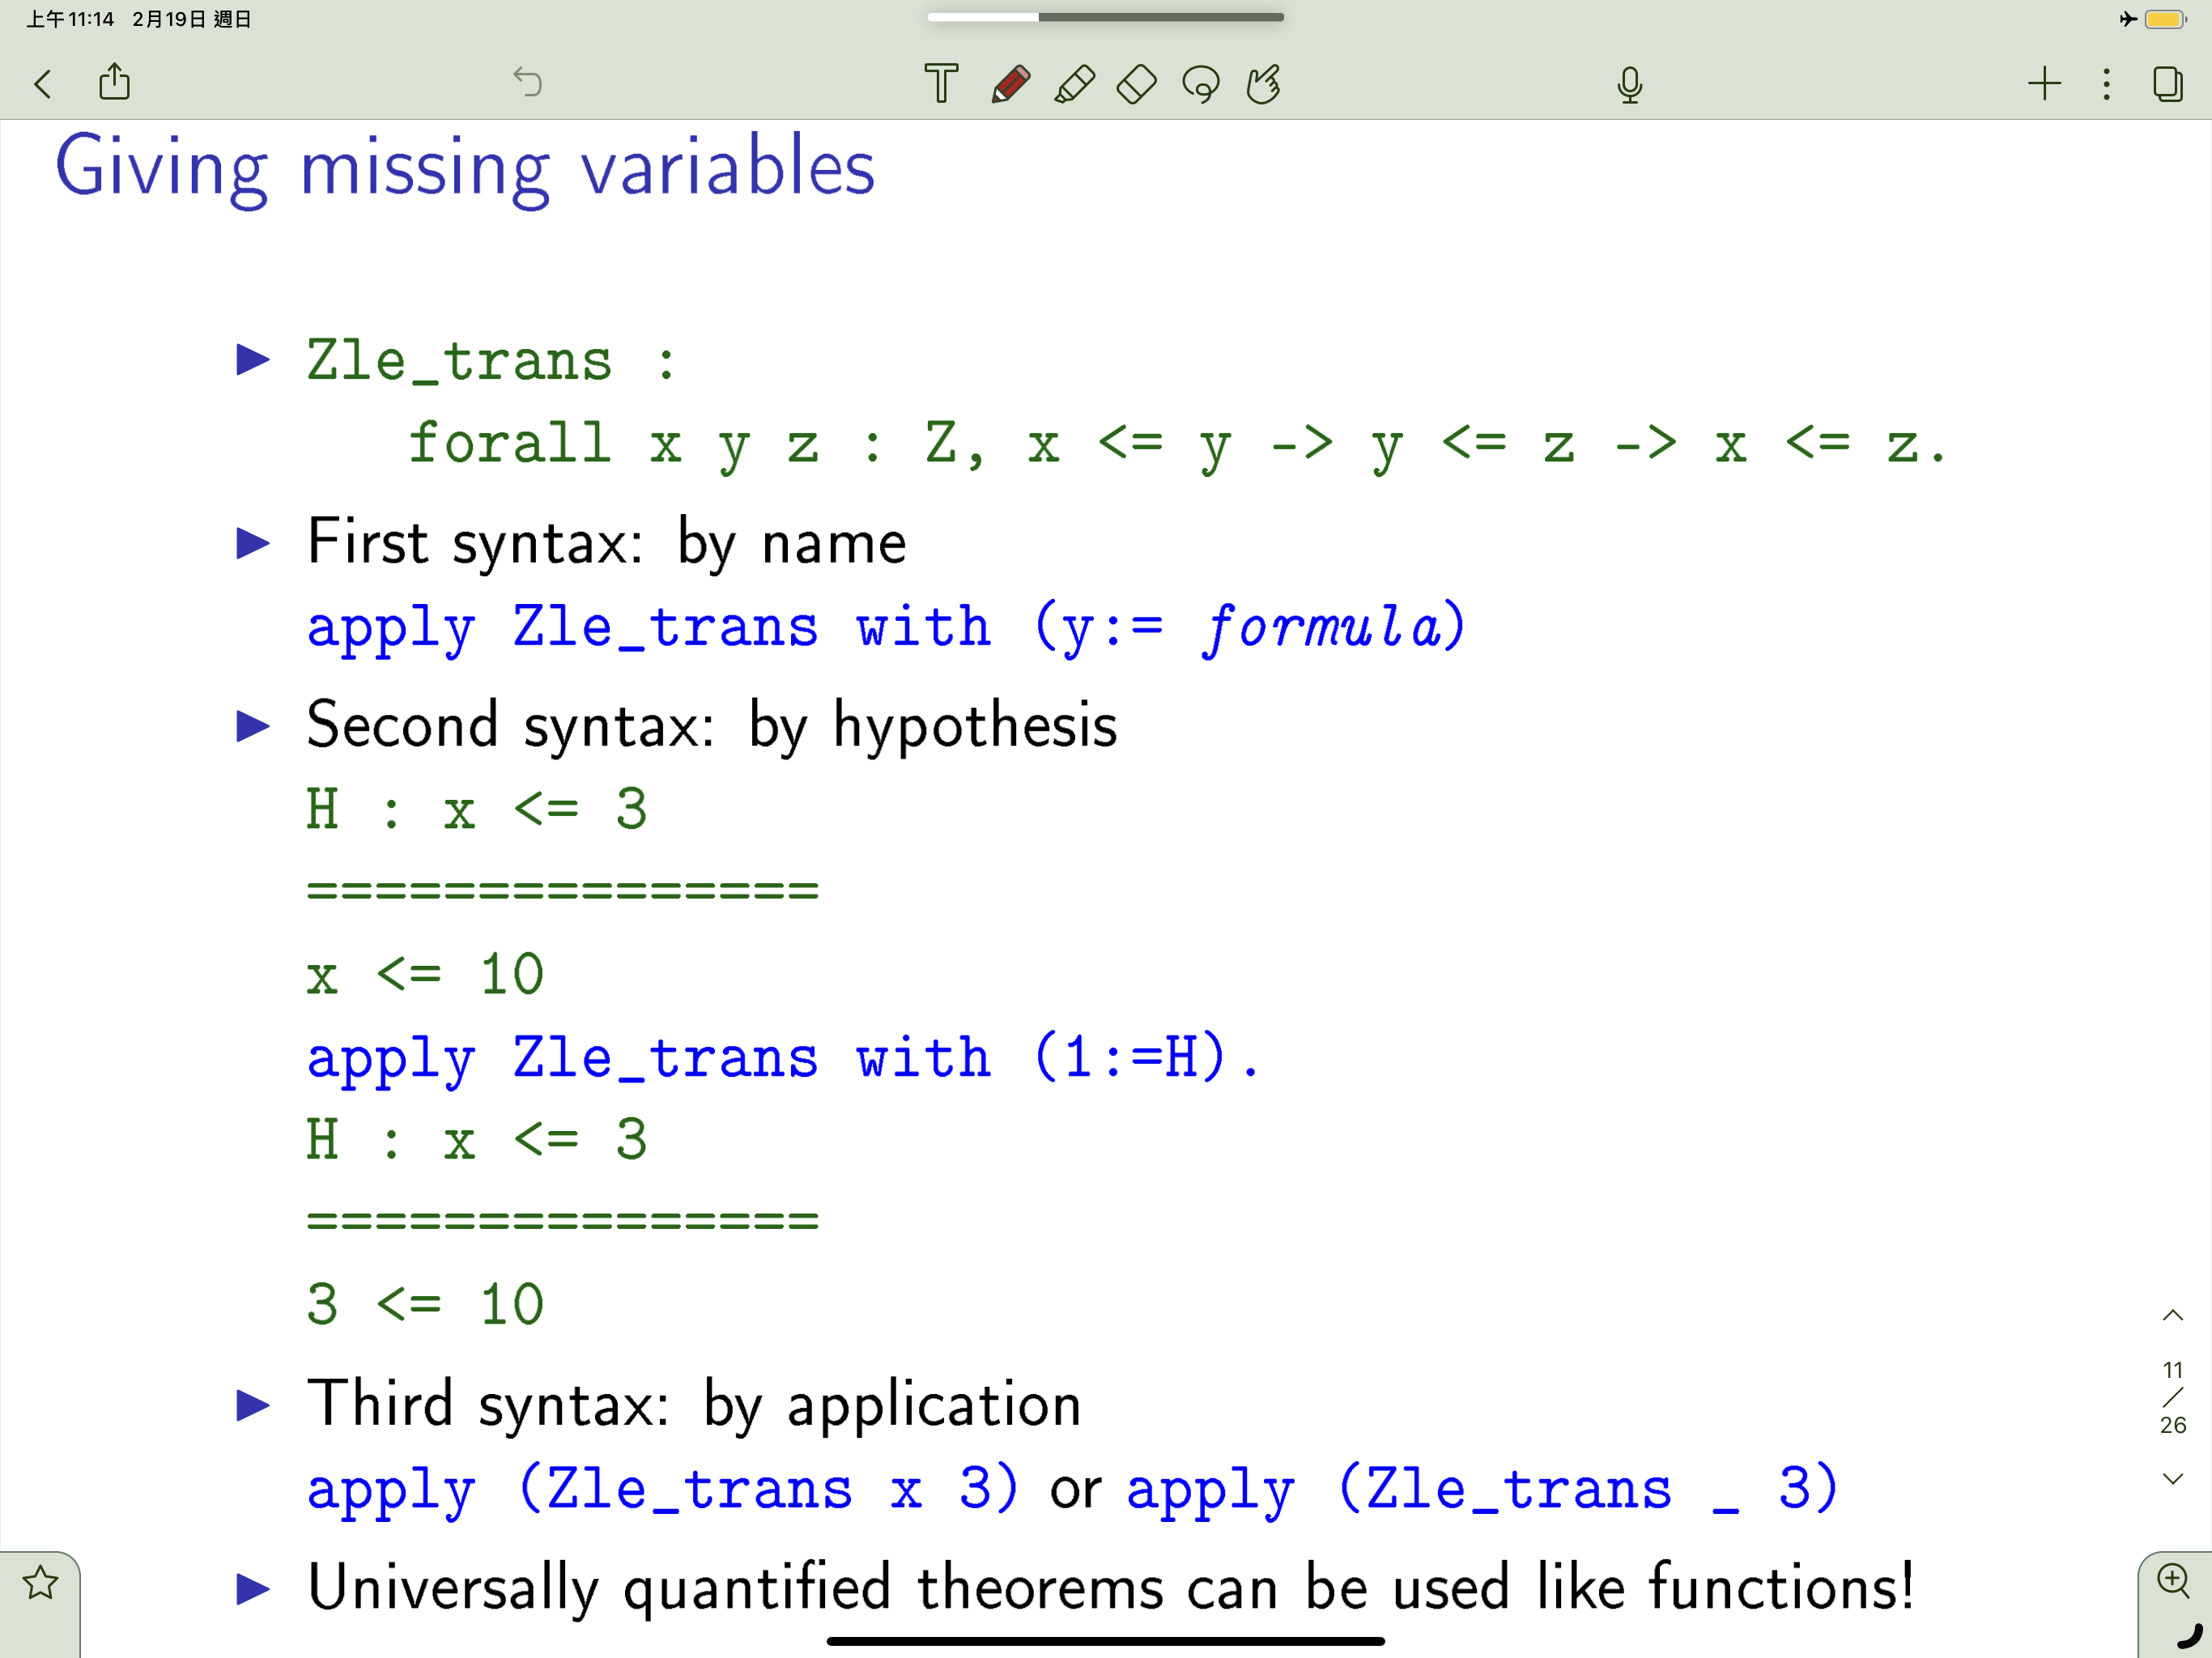 上午11:14 2月19日 週日
Giving missing variables
Zle_trans :
forall x y z : Z, x <= y -> y <= z -> x <= z.
First syntax: by name
apply Zle_trans with (y:= formula)
Second syntax: by hypothesis
H : x <= 3
===============
x <= 10
apply Zle_trans with (1:=H).
H : x <= 3
===============
3 <= 10
Third syntax: by application
apply (Zle_trans x 3) or apply (Zle_trans _ 3)
Universally quantified theorems can be used like functions!
11
/
26